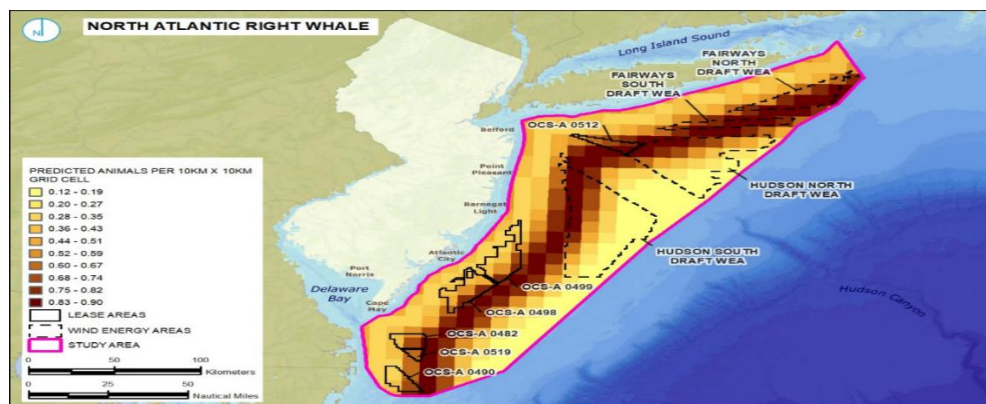 N
NORTH ATLANTIC RIGHT WHALE
Long Island Sound
FAIRWAYS
NORTH
DRAFT WEA
FAIRWAYS
SOUTH
DRAFT WEA
OCS-A 0512
Belford
Point
Pleasant
Barnegat
Light
HUDSON NORTH
DRAFT WEA
HUDSON SOUTH
DRAFT WEA
Atlantic
City
Port
Norris
Delaware
Bay
Cape
May
OCS-A 0499
OCS-A 0498
OCS-A 0482
OCS-A 0519
OCS-A 0490
Hudson Canyon
PREDICTED ANIMALS PER 10KM X 10KM
GRID CELL
0.12 - 0.19
0.20 - 0.27
0.28 - 0.35
0.36 - 0.43
0.44 - 0.51
0.52 - 0.59
0.60 - 0.67
0.68 - 0.74
0.75 - 0.82
0.83 - 0.90
LEASE AREAS
WIND ENERGY AREAS
STUDY AREA
0 50 100
Kilometers
0 25 50
Nautical Miles